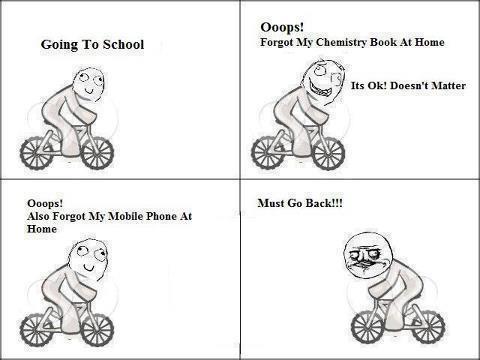 Going To School
Ooops!
Forgot My Chemistry Book At Home
Its Ok! Doesn't Matter
Ooops!
Also Forgot My Mobile Phone At
Home
Must Go Back!!!